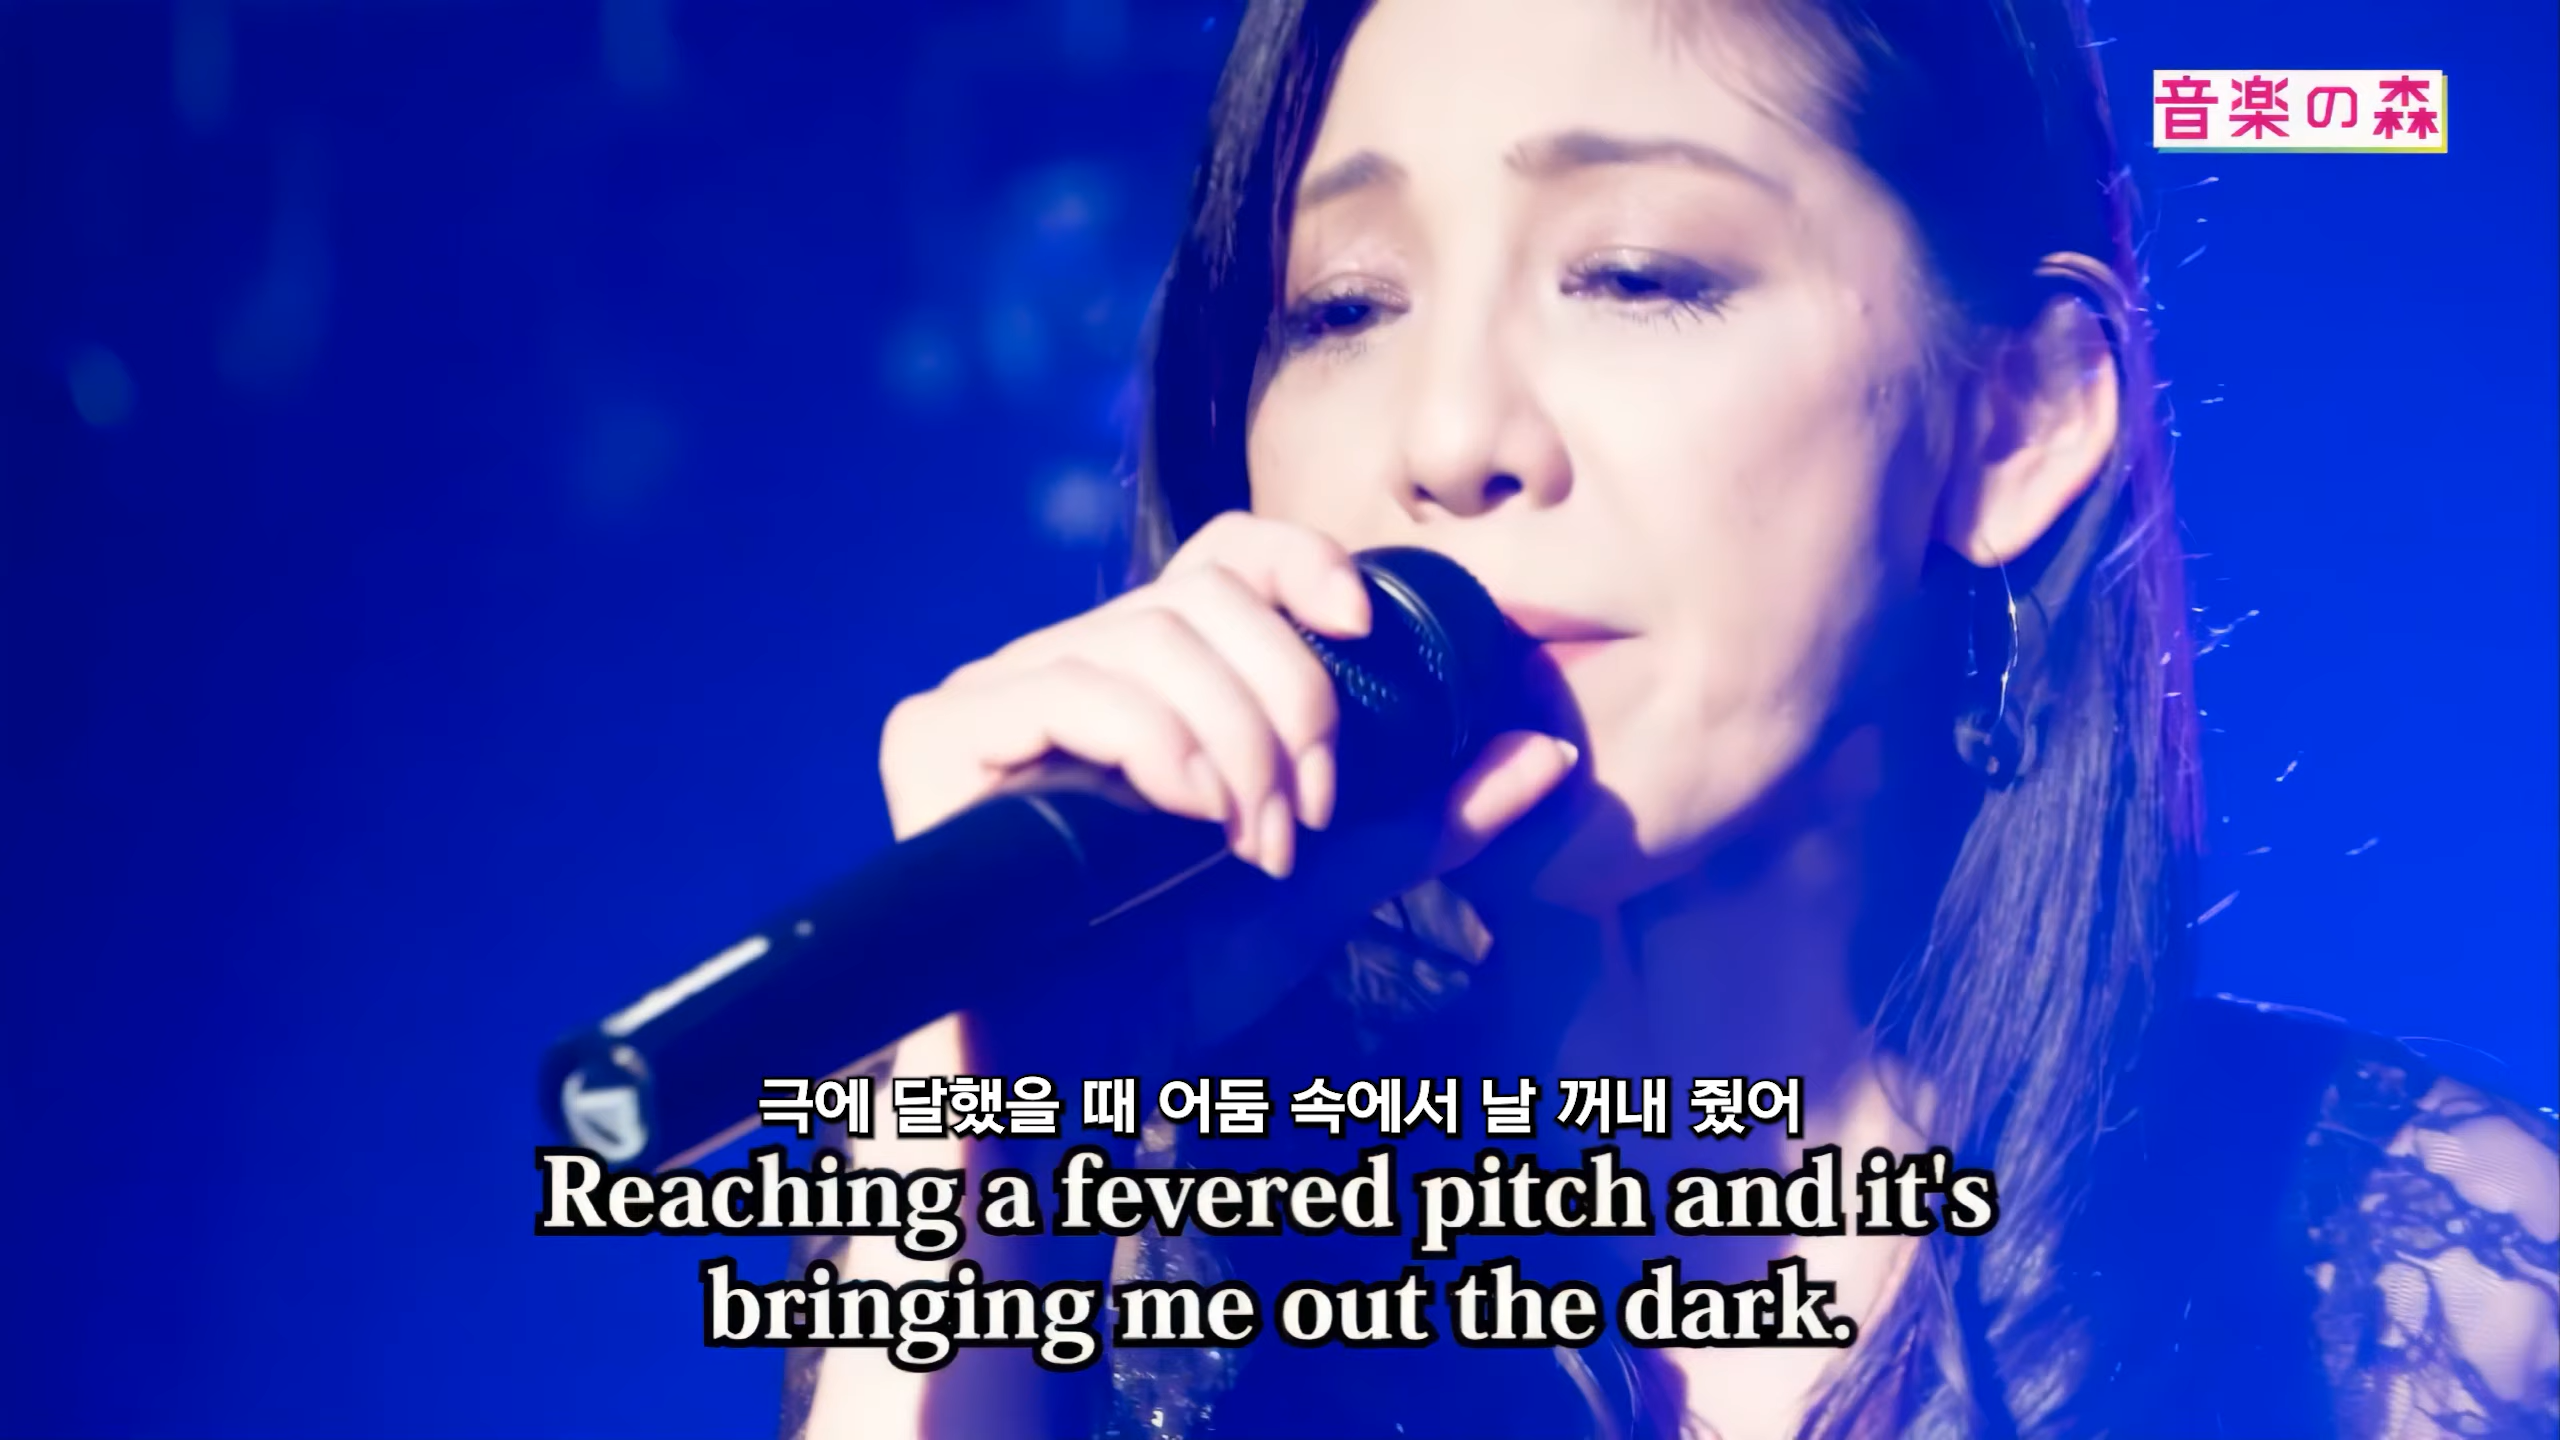 音楽の森
극에 달했을 때 어둠 속에서 날 꺼내 줬어
Reaching a fevered pitch and it's
bringing me out the dark.